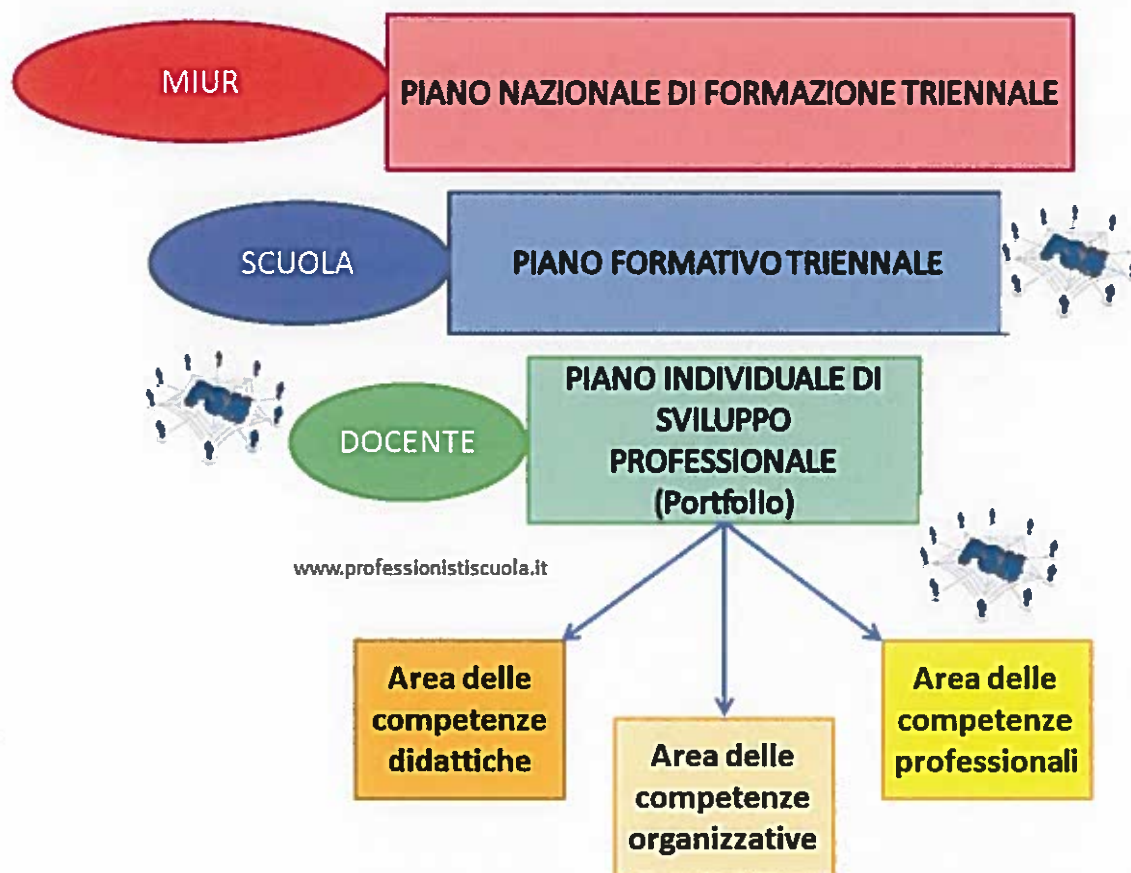 MIUR
PIANO NAZIONALE DI FORMAZIONE TRIENNALE
SCUOLA
PIANO FORMATIVO TRIENNALE
DOCENTE
PIANO INDIVIDUALE DI
SVILUPPO
PROFESSIONALE
(Portfolio)
www.professionistiscuola.it
Area delle
competenze
didattiche
Area delle
competenze
organizzative
Area delle
competenze
professionali